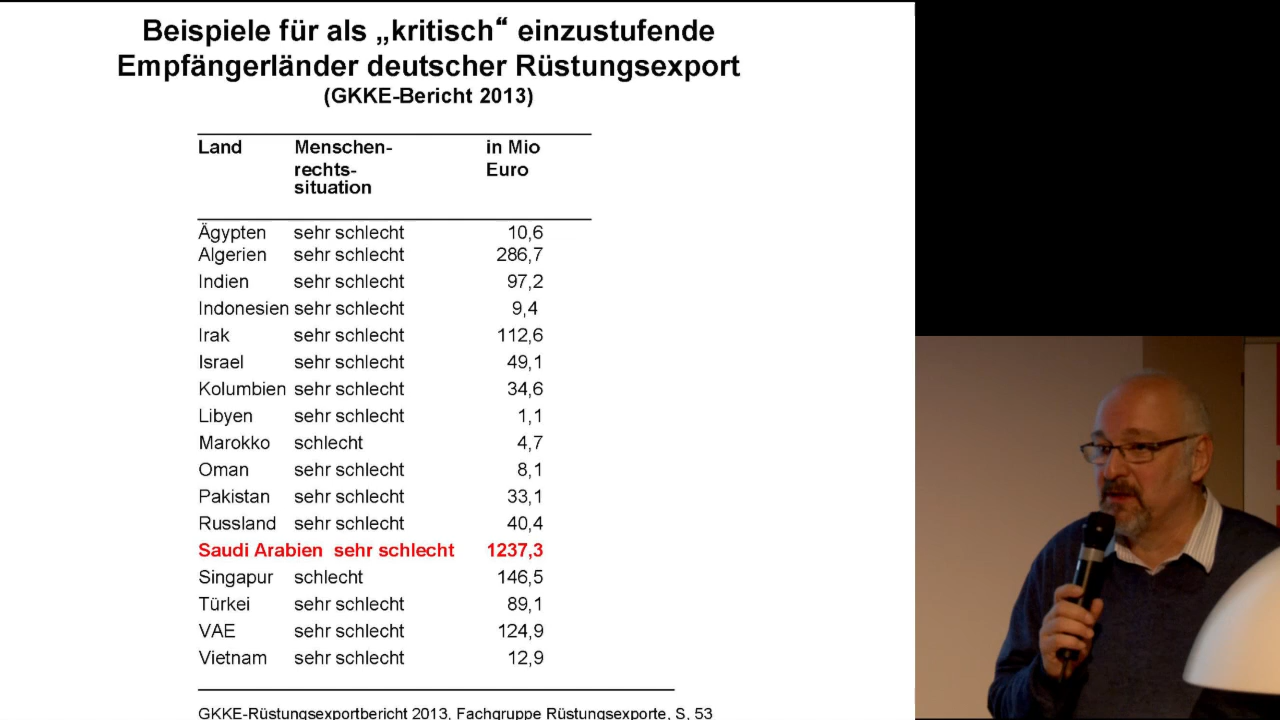 Beispiele für als „kritisch“ einzustufende
Empfängerländer deutscher Rüstungsexport
(GKKE-Bericht 2013)
Land Menschen- in Mio
rechts- Euro
situation
Ägypten sehr schlecht 10,6
Algerien sehr schlecht 286,7
Indien sehr schlecht 97,2
Indonesien sehr schlecht 9,4
Irak sehr schlecht 112,6
Israel sehr schlecht 49,1
Kolumbien sehr schlecht 34,6
Libyen sehr schlecht 1,1
Marokko schlecht 4,7
Oman sehr schlecht 8,1
Pakistan sehr schlecht 33,1
Russland sehr schlecht 40,4
Saudi Arabien sehr schlecht 1237,3
Singapur schlecht 146,5
Türkei sehr schlecht 89,1
VAE sehr schlecht 124,9
Vietnam sehr schlecht 12,9
GKKE-Rüstungsexportbericht 2013, Fachgruppe Rüstungsexporte, S, 53